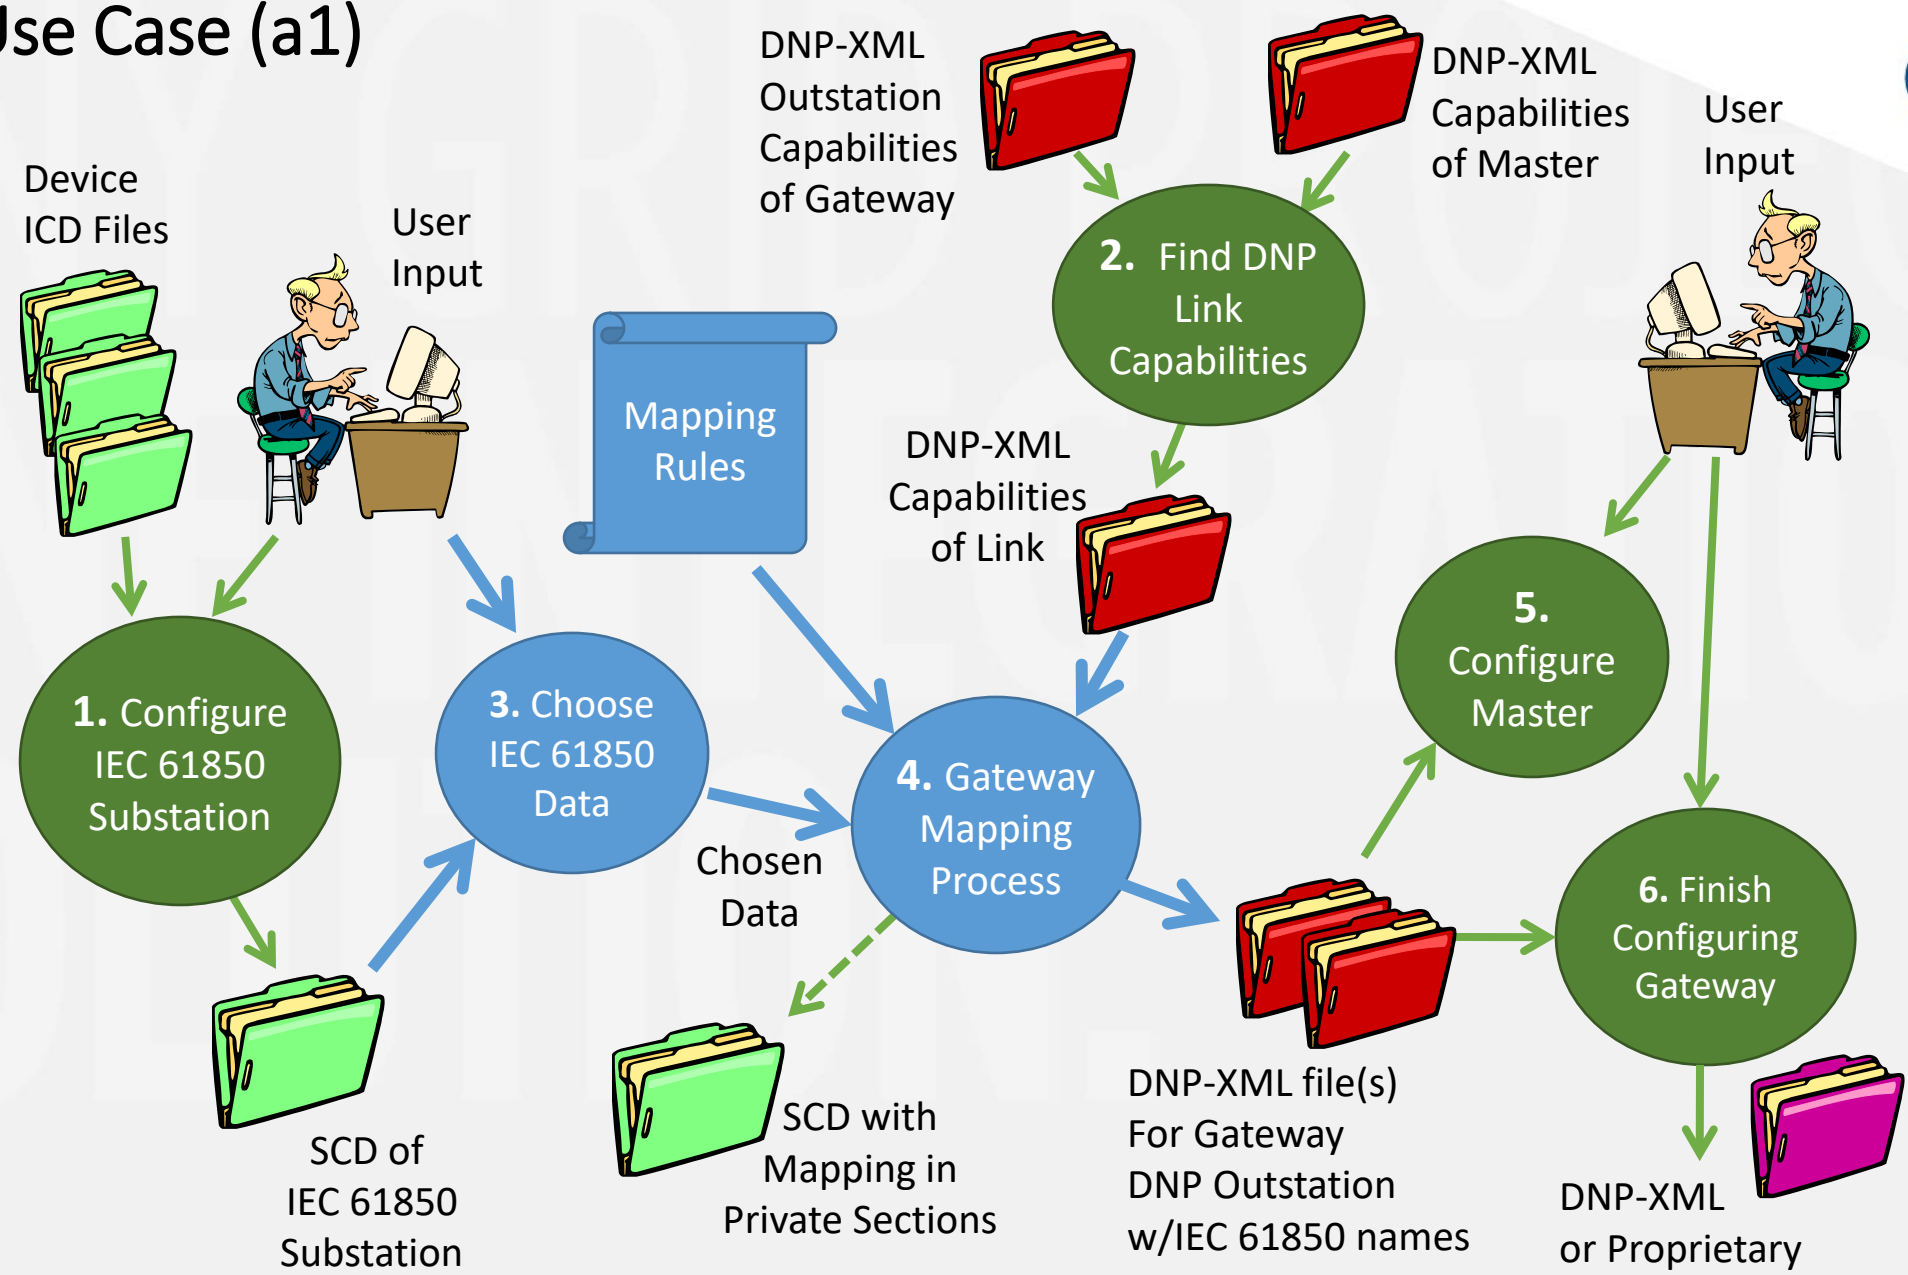 Use Case (a1)
DNP-XML
Outstation
Capabilities
of Gateway
DNP-XML
Capabilities
of Master
User
Input
Device
ICD Files
User
Input
2. Find DNP
Link
Capabilities
Mapping
Rules
DNP-XML
Capabilities
of Link
1. Configure
IEC 61850
Substation
3. Choose
IEC 61850
Data
4. Gateway
Mapping
Process
5.
Configure
Master
Chosen
Data
6. Finish
Configuring
Gateway
SCD of
IEC 61850
Substation
SCD with
Mapping in
Private Sections
DNP-XML file(s)
For Gateway
DNP Outstation
w/IEC 61850 names
DNP-XML
or Proprietary